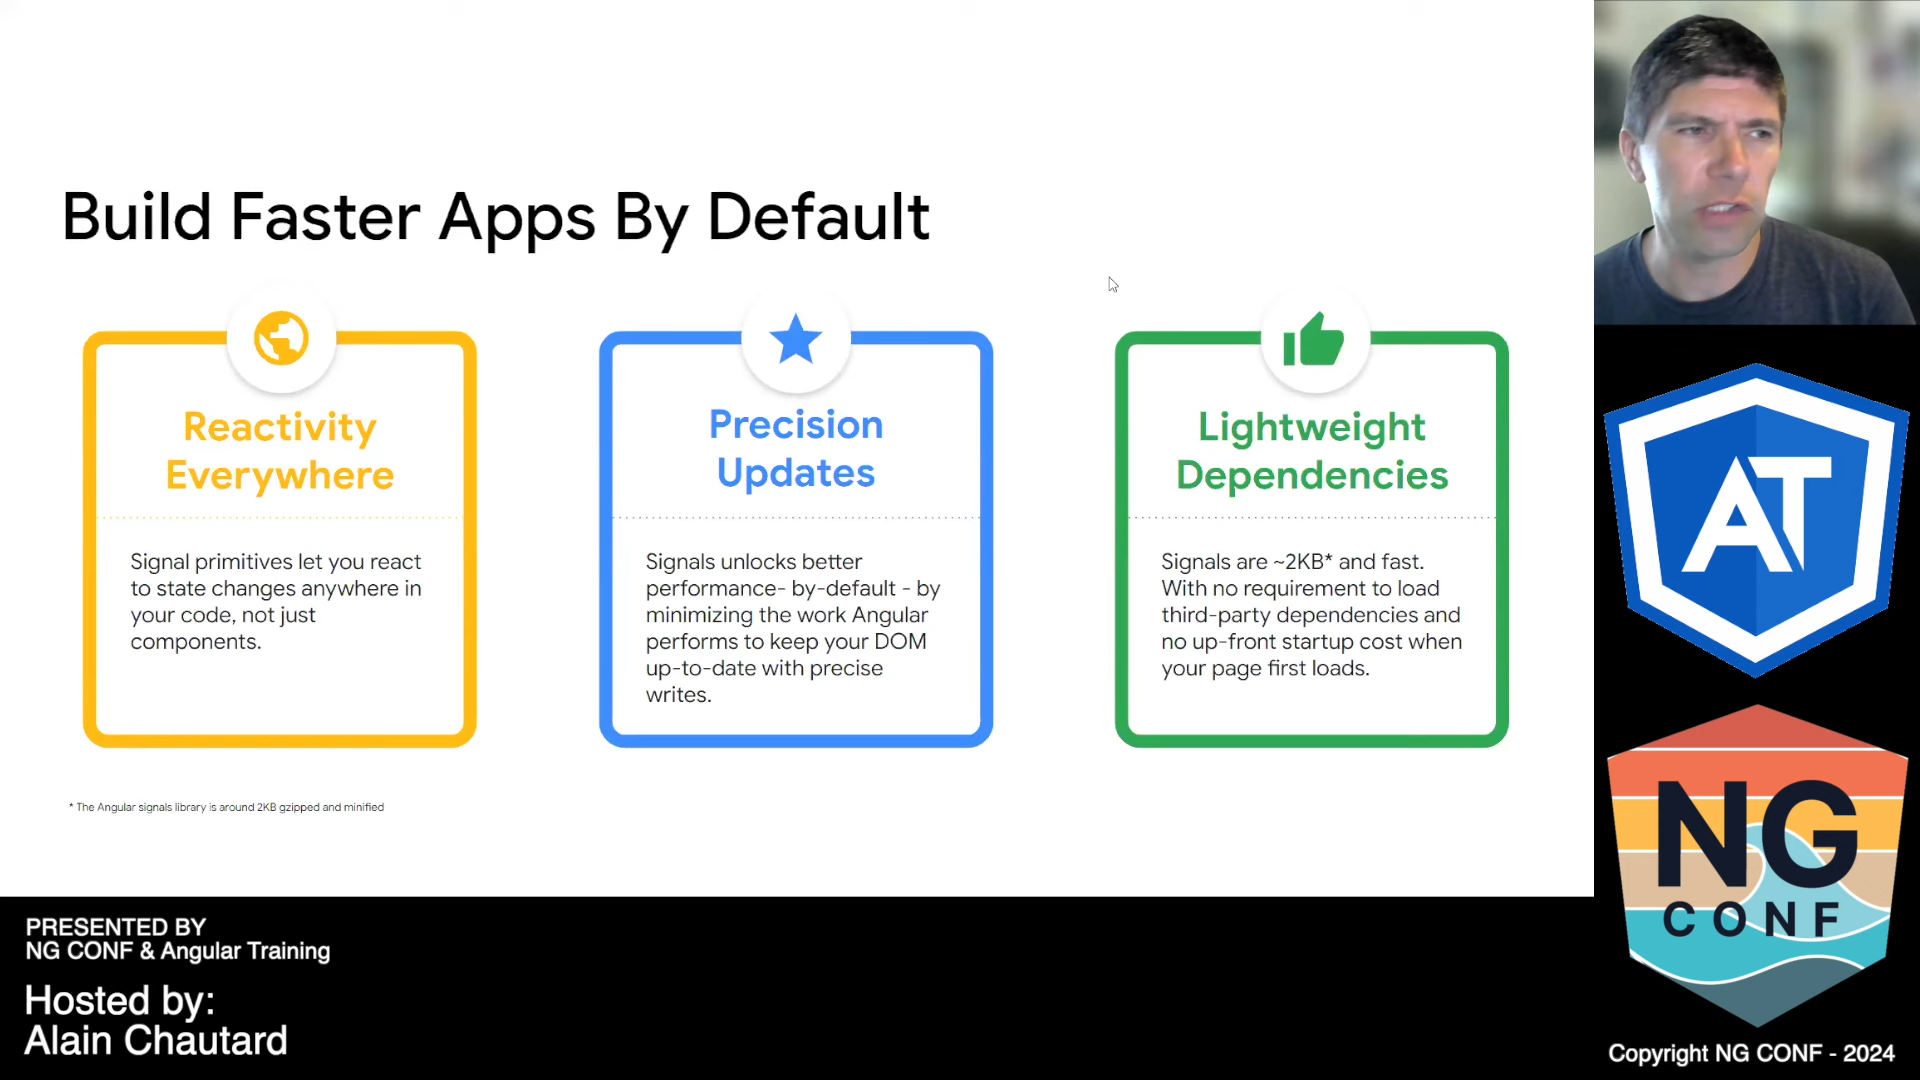 Build Faster Apps By Default
Reactivity
Everywhere
Signal primitives let you react
to state changes anywhere in
your code, not just
components.
Precision
Updates
Signals unlocks better
performance- by-default - by
minimizing the work Angular
performs to keep your DOM
up-to-date with precise
writes.
Lightweight
Dependencies
Signals are ~2KB* and fast.
With no requirement to load
third-party dependencies and
no up-front startup cost when
your page first loads.
* The Angular signals library is around 2KB gzipped and minified
AT
NG
CONF
PRESENTED BY
NG CONF & Angular Training
Hosted by:
Alain Chautard
Copyright NG CONF - 2024